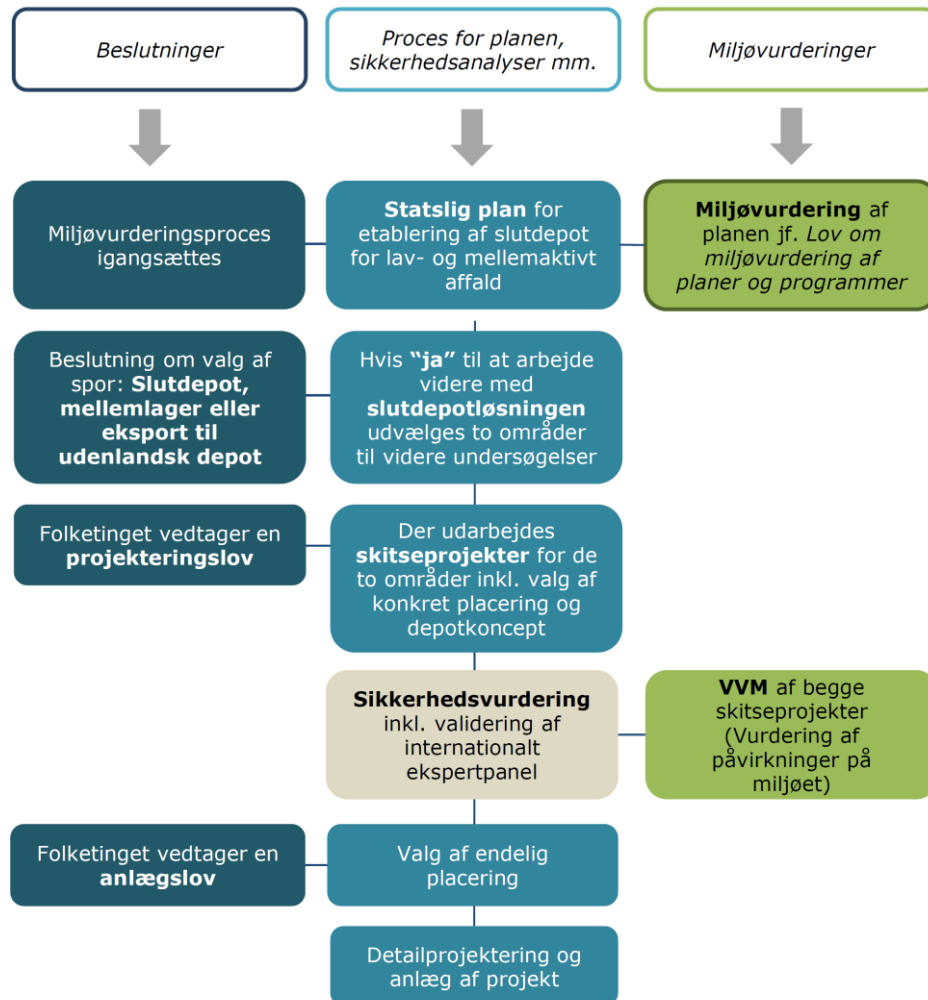 Beslutninger
Proces for planen,
sikkerhedsanalyser mm.
Miljøvurderinger
Miljøvurderingsproces
igangsættes
Statslig plan for
etablering af slutdepot
for lav- og mellemaktivt
affald
Miljøvurdering af
planen jf. Lov om
miljøvurdering af
planer og programmer
Beslutning om valg af
spor: Slutdepot,
mellemlager eller
eksport til
udenlandsk depot
Hvis “ja” til at arbejde
videre med
slutdepotløsningen
udvælges to områder
til videre undersøgelser
Folketinget vedtager en
projekteringslov
Der udarbejdes
skitseprojekter for de
to områder inkl. valg af
konkret placering og
depotkoncept
Sikkerhedsvurdering
inkl. validering af
internationalt
ekspertpanel
VVM af begge
skitseprojekter
(Vurdering af
påvirkninger på
miljøet)
Folketinget vedtager en
anlægslov
Valg af endelig
placering
Detailprojektering og
anlæg af projekt